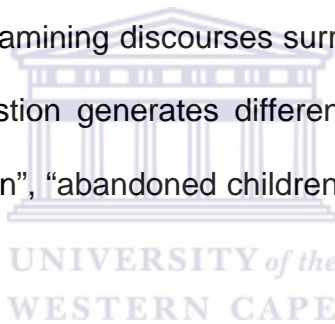 amining discourses surr
stion generates differen
n”, “abandoned children
UNIVERSITY of the
WESTERN CAPE